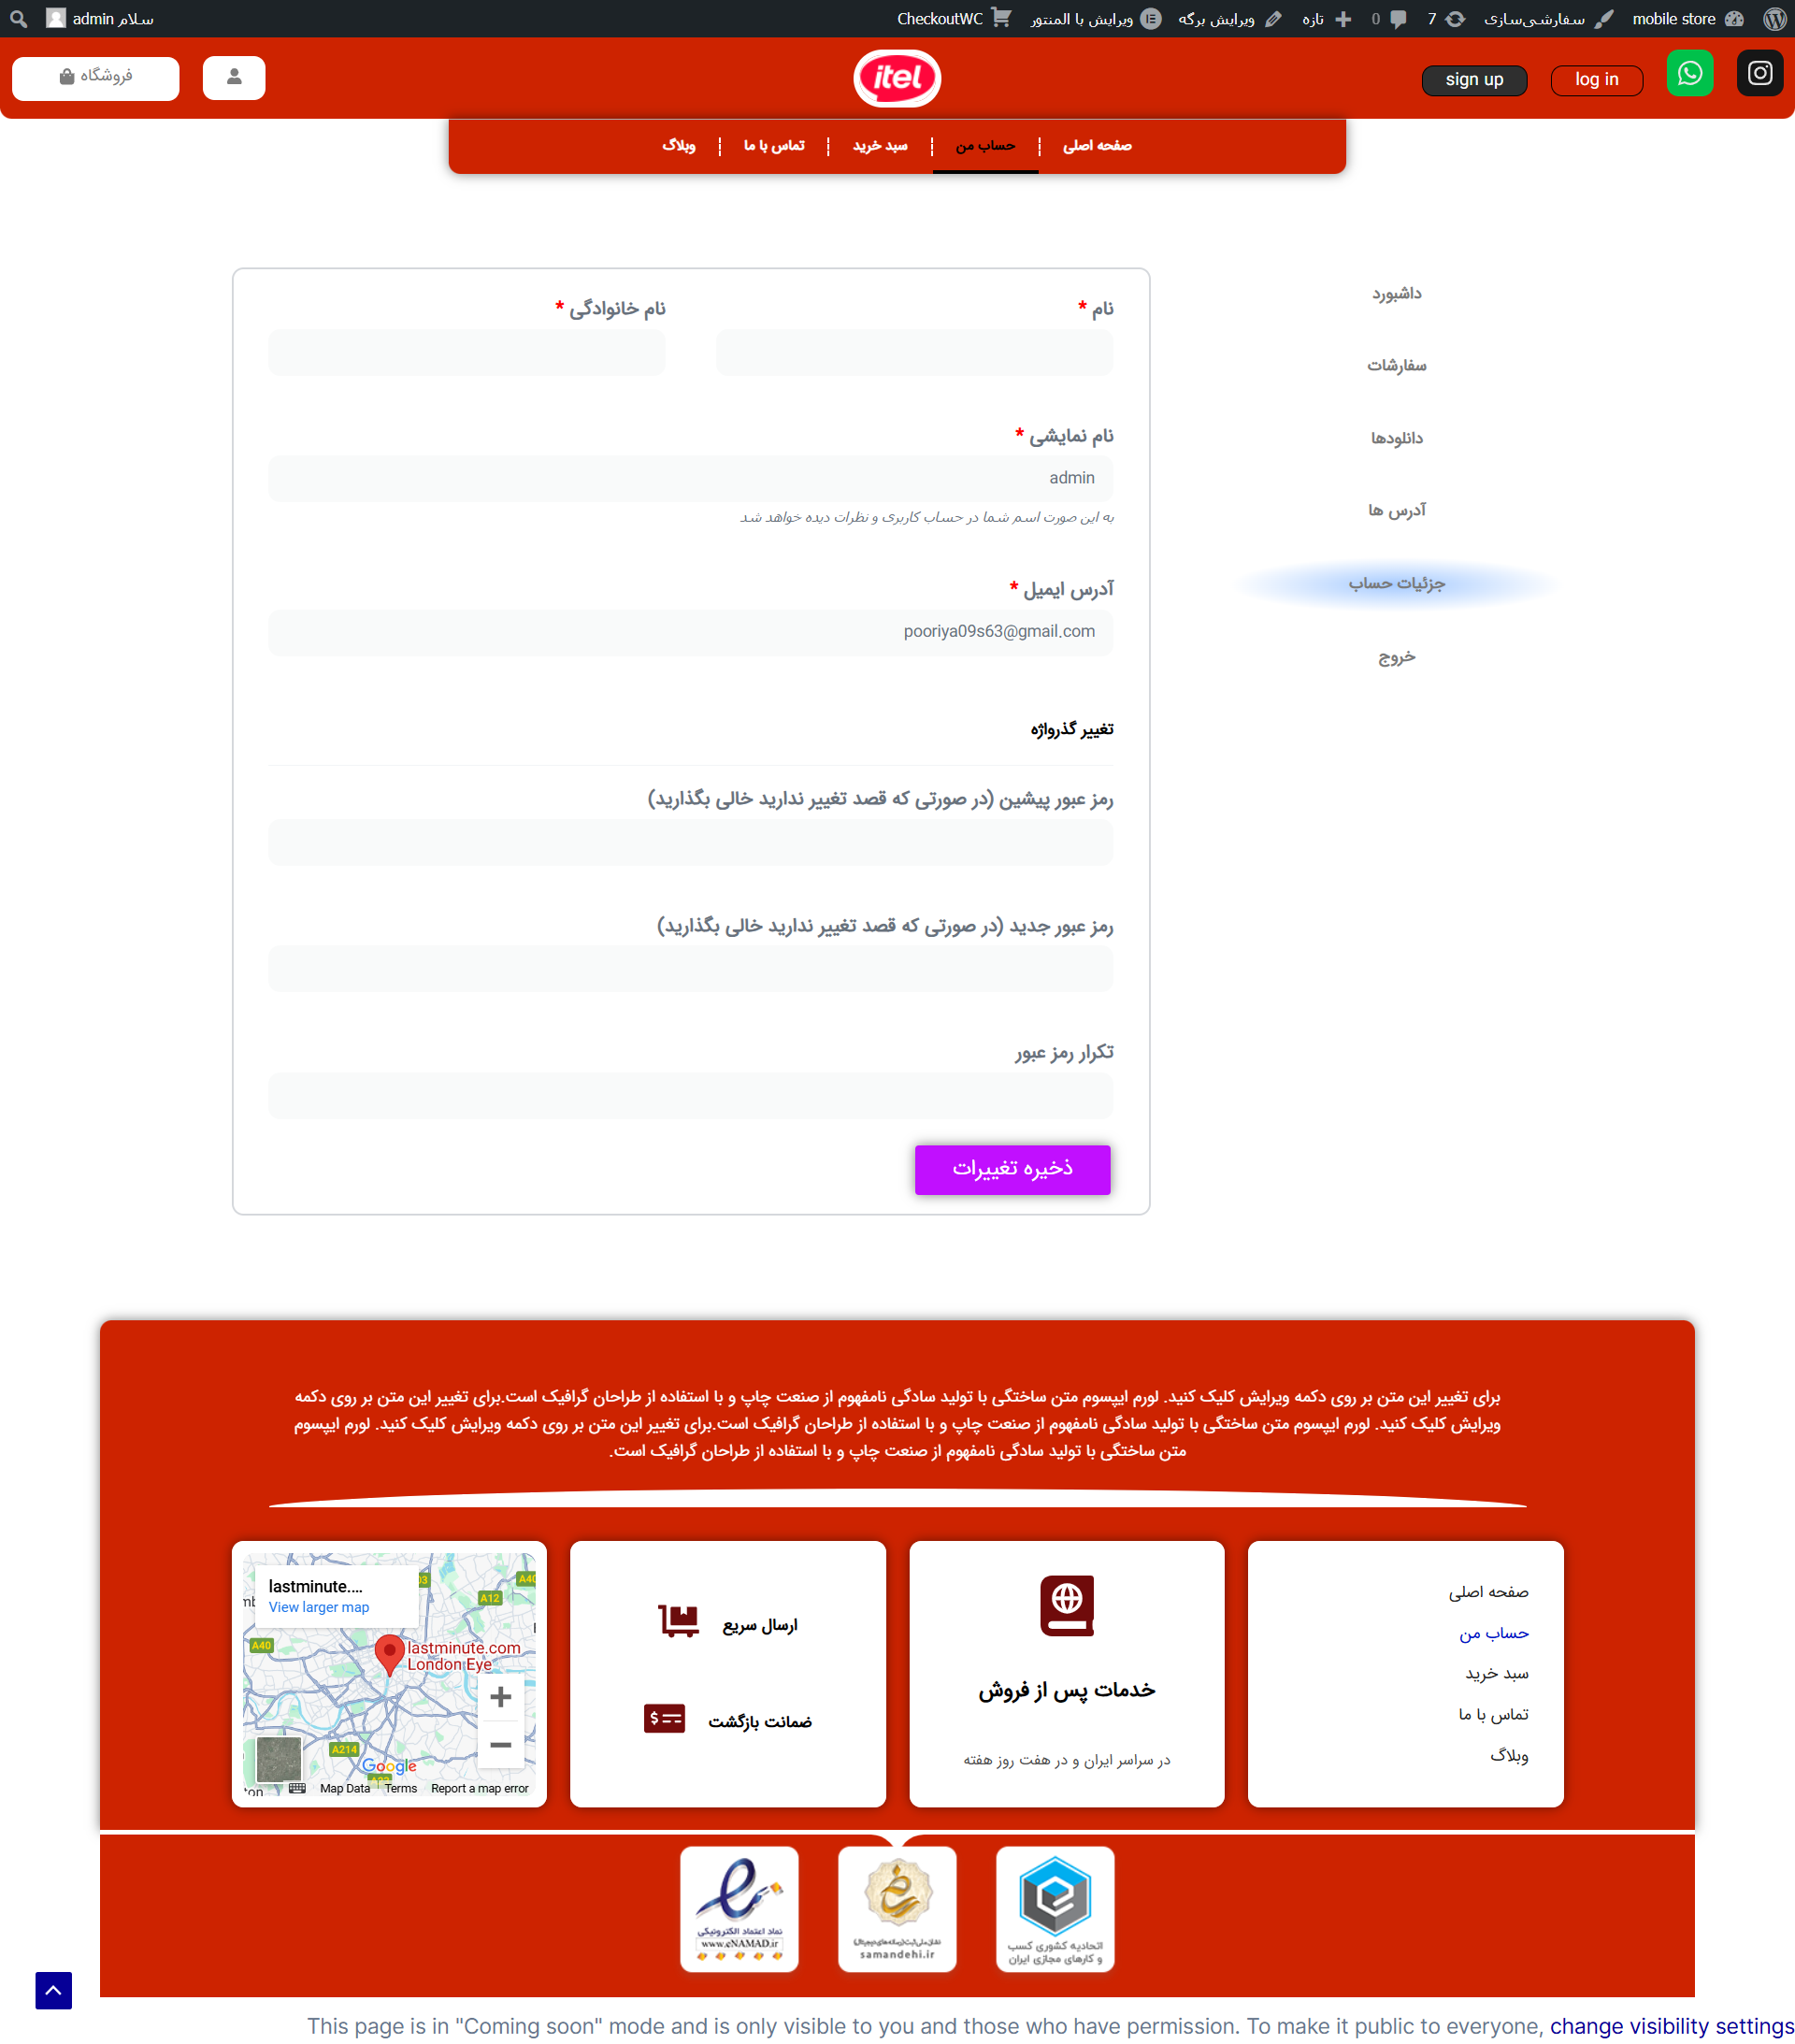 mobile store
سفارشی‌سازی
7
0
تازه
ویرایش برگه
ویرایش با المنتور
CheckoutWC
سلام admin
log in
sign up
itel
فروشگاه
صفحه اصلی
حساب من
سبد خرید
تماس با ما
وبلاگ
داشبورد
سفارشات
دانلودها
آدرس ها
جزئیات حساب
خروج
نام *
نام خانوادگی *
نام نمایشی *
admin
به این صورت اسم شما در حساب کاربری و نظرات دیده خواهد شد
آدرس ایمیل *
pooriya09s63@gmail.com
تغییر گذرواژه
رمز عبور پیشین (در صورتی که قصد تغییر ندارید خالی بگذارید)
رمز عبور جدید (در صورتی که قصد تغییر ندارید خالی بگذارید)
تکرار رمز عبور
ذخیره تغییرات
برای تغییر این متن بر روی دکمه ویرایش کلیک کنید. لورم ایپسوم متن ساختگی با تولید سادگی نامفهوم از صنعت چاپ و با استفاده از طراحان گرافیک است.برای تغییر این متن بر روی دکمه
ویرایش کلیک کنید. لورم ایپسوم متن ساختگی با تولید سادگی نامفهوم از صنعت چاپ و با استفاده از طراحان گرافیک است.برای تغییر این متن بر روی دکمه ویرایش کلیک کنید. لورم ایپسوم
متن ساختگی با تولید سادگی نامفهوم از صنعت چاپ و با استفاده از طراحان گرافیک است.
صفحه اصلی
حساب من
سبد خرید
تماس با ما
وبلاگ
خدمات پس از فروش
در سراسر ایران و در هفت روز هفته
ارسال سریع
ضمانت بازگشت
lastminute....
View larger map
A12
A40
lastminute.com
London Eye
A214
Google
Map Data
Terms
Report a map error
اتحادیه کشوری کسب
و کارهای مجازی ایران
samandehi.ir
نماد اعتماد الکترونیکی
www.eNAMAD.ir
This page is in "Coming soon" mode and is only visible to you and those who have permission. To make it public to everyone, change visibility settings